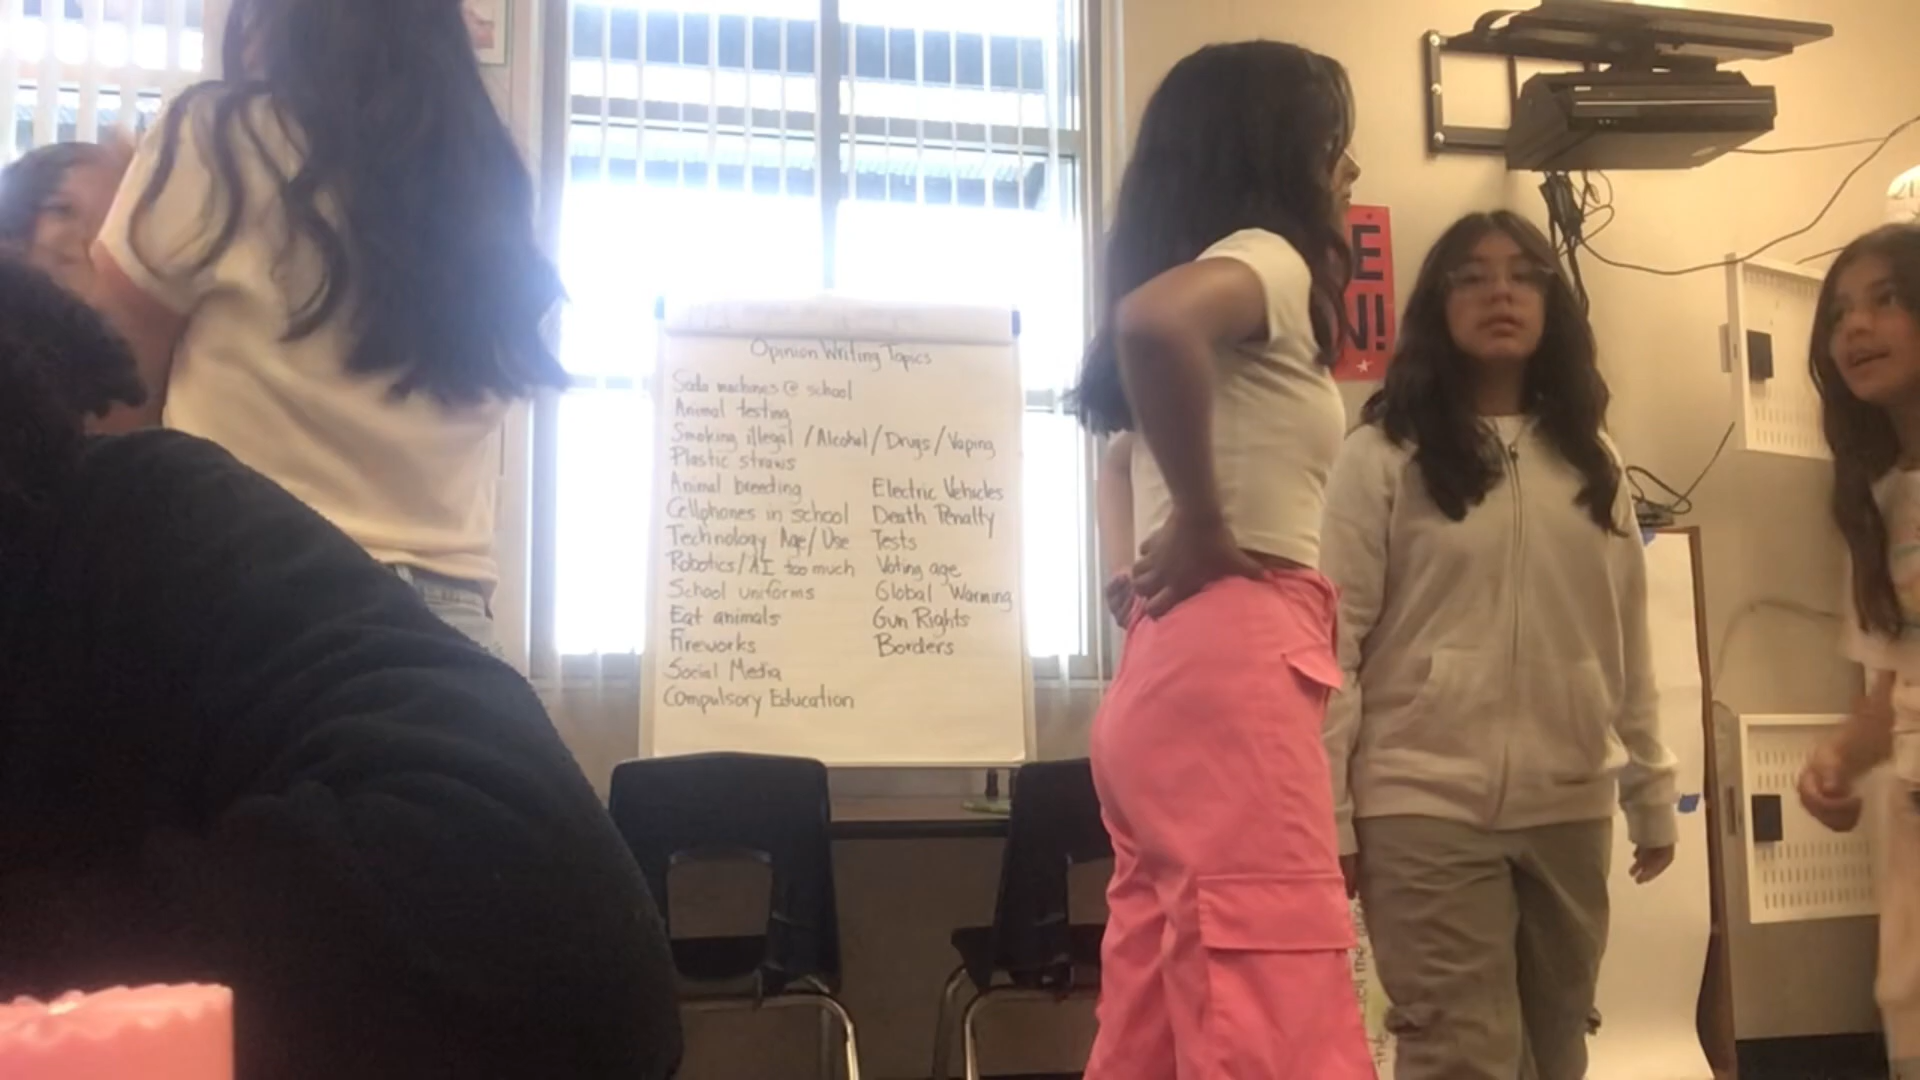 Opinion Writing Topics
Soda machines @ school
Animal testing
Smoking illegal / Alcohol / Drugs / Vaping
Plastic straws
Animal breeding
Cellphones in school
Technology Age / Use
Robotics / AI too much
School uniforms
Eat animals
Fireworks
Social Media
Compulsory Education
Electric Vehicles
Death Penalty
Tests
Voting age
Global Warming
Gun Rights
Borders
E
N!